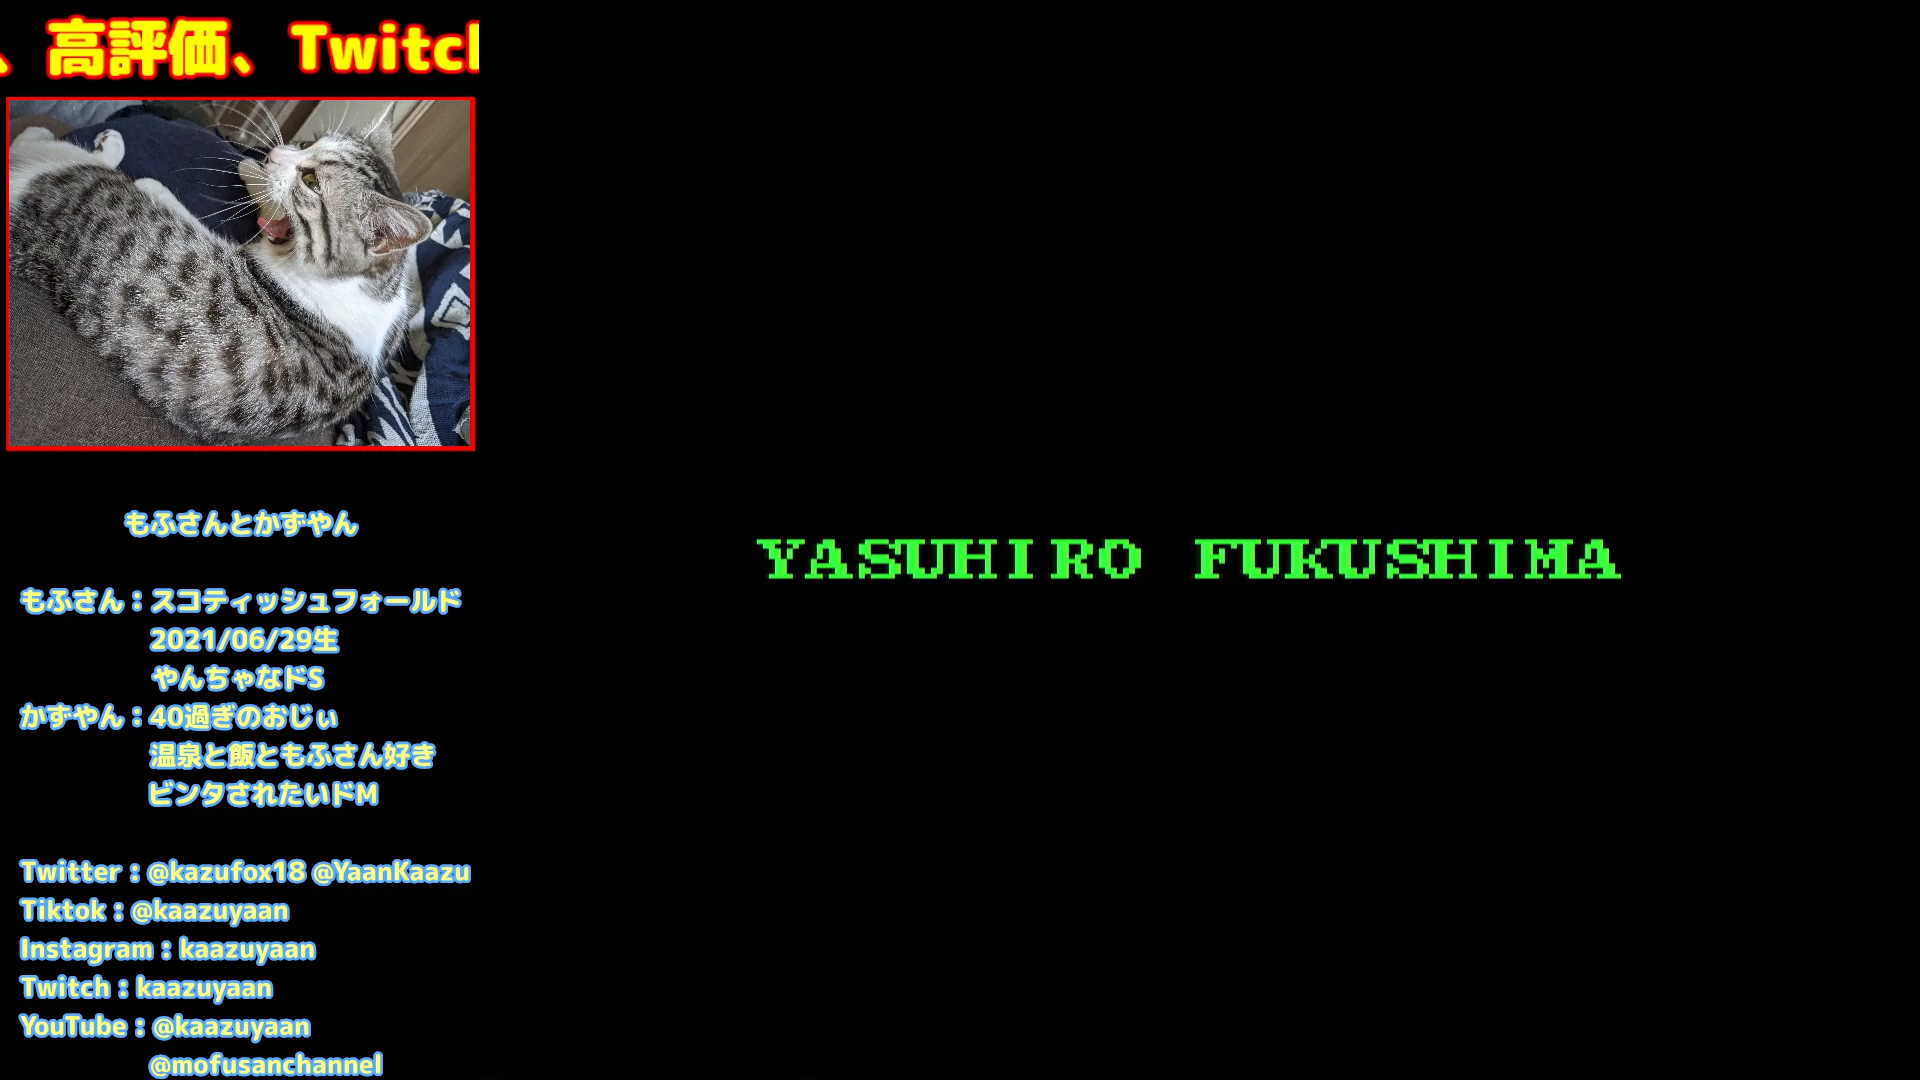 、高評価、Twitch
もふさんとかずやん
もふさん：スコティッシュフォールド
2021/06/29生
やんちゃなドS
かずやん：40過ぎのおじぃ
温泉と飯ともふさん好き
ビンタされたいドM
Twitter：@kazufox18 @YaanKaazu
Tiktok：@kaazuyaan
Instagram：kaazuyaan
Twitch：kaazuyaan
YouTube：@kaazuyaan
@mofusanchannel
YASUHIRO FUKUSHIMA